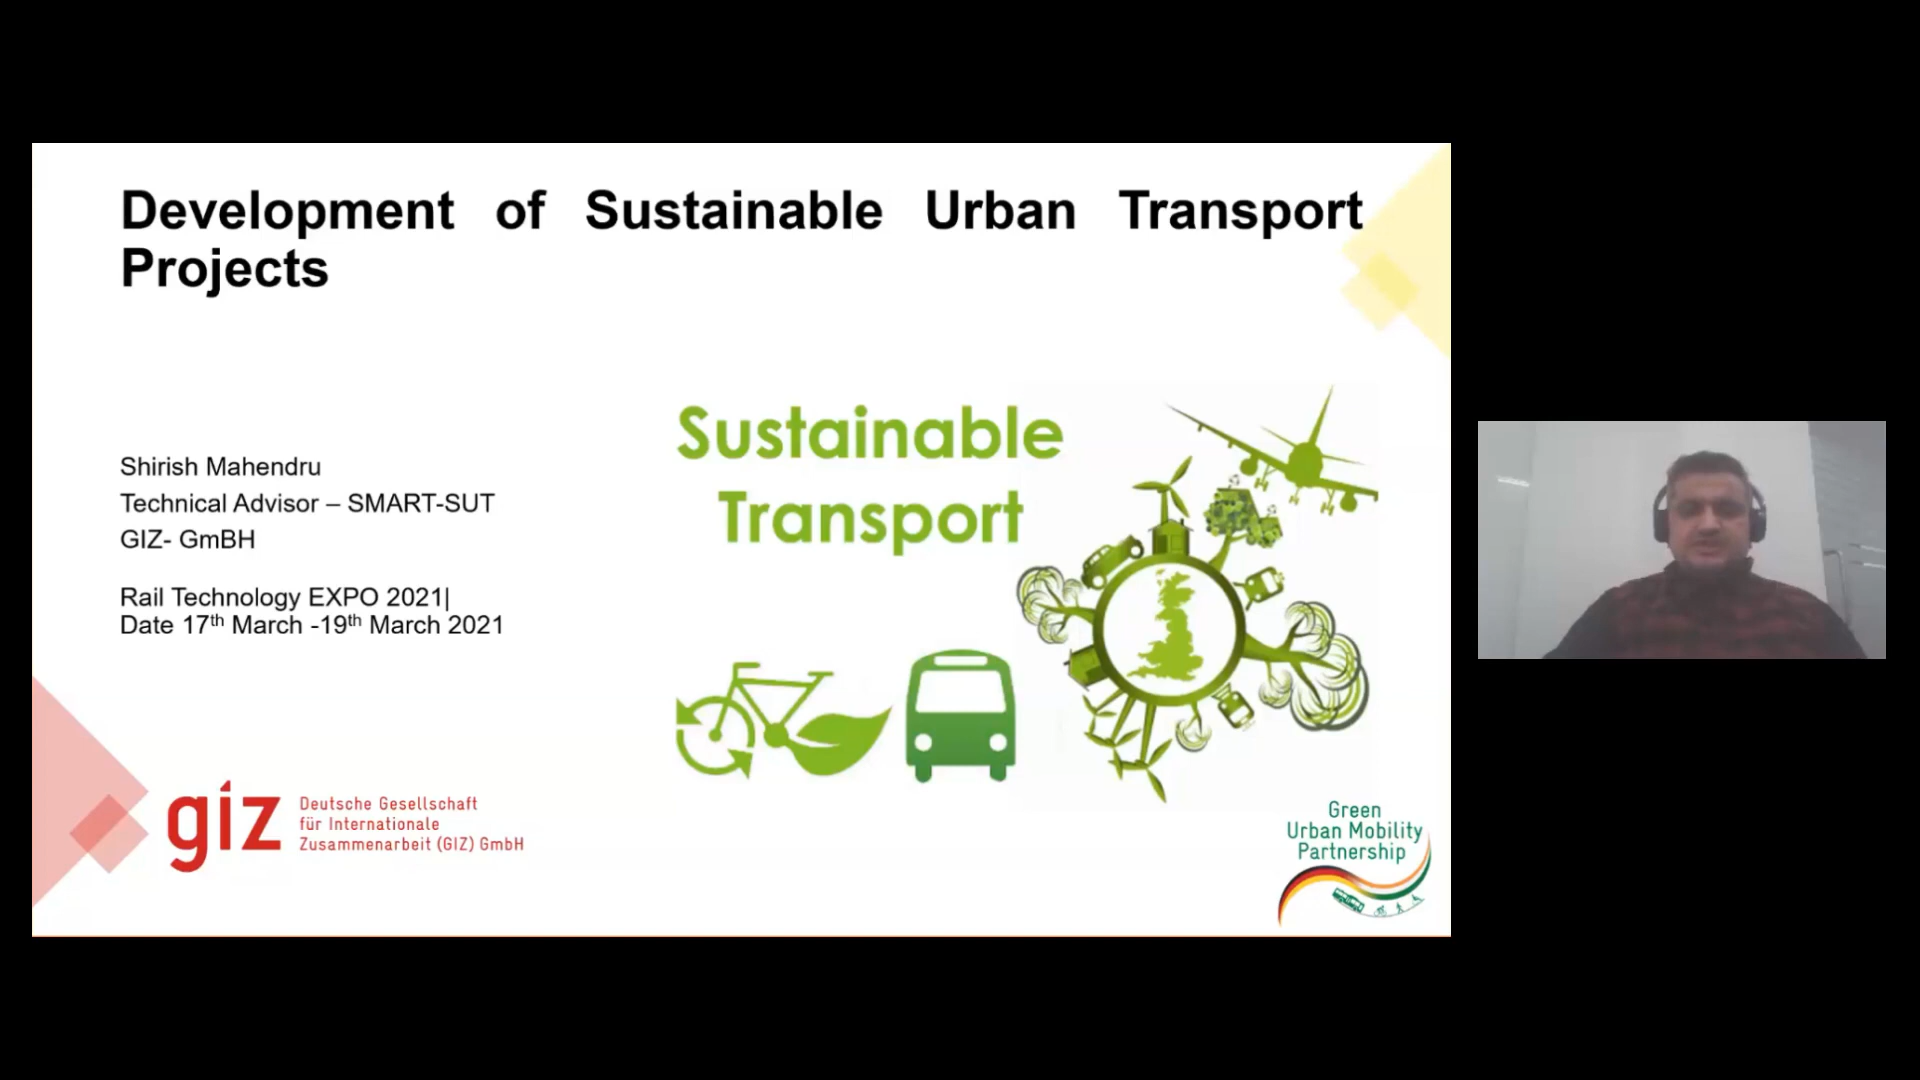 Development of Sustainable Urban Transport
Projects
Sustainable
Transport
Shirish Mahendru
Technical Advisor – SMART-SUT
GIZ- GmBH
Rail Technology EXPO 2021|
Date 17th March -19th March 2021
giz
Deutsche Gesellschaft
für Internationale
Zusammenarbeit (GIZ) GmbH
Green
Urban Mobility
Partnership